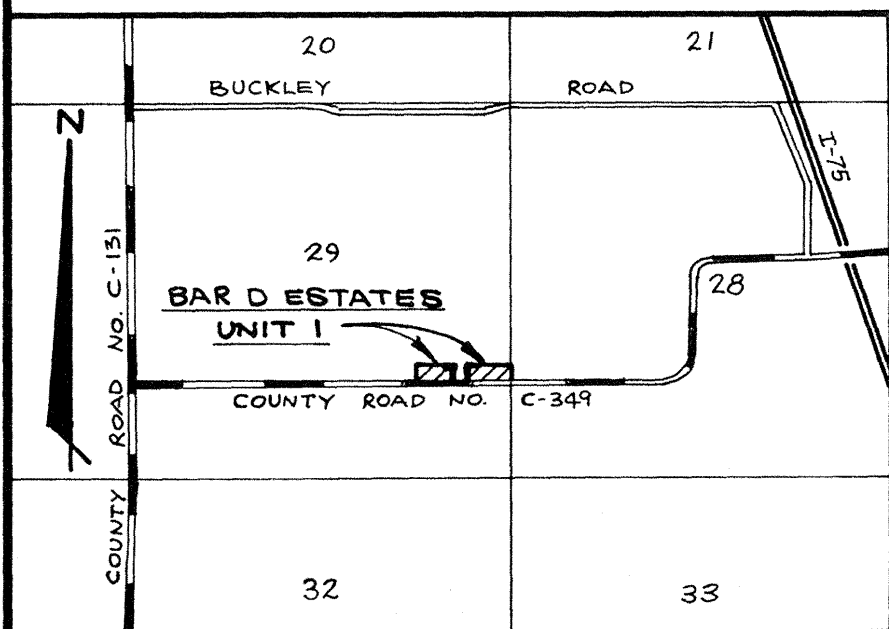 20
21
BUCKLEY ROAD
N
I-75
29
28
BAR D ESTATES
UNIT 1
COUNTY ROAD NO. C-349
COUNTY ROAD NO. C-131
32
33